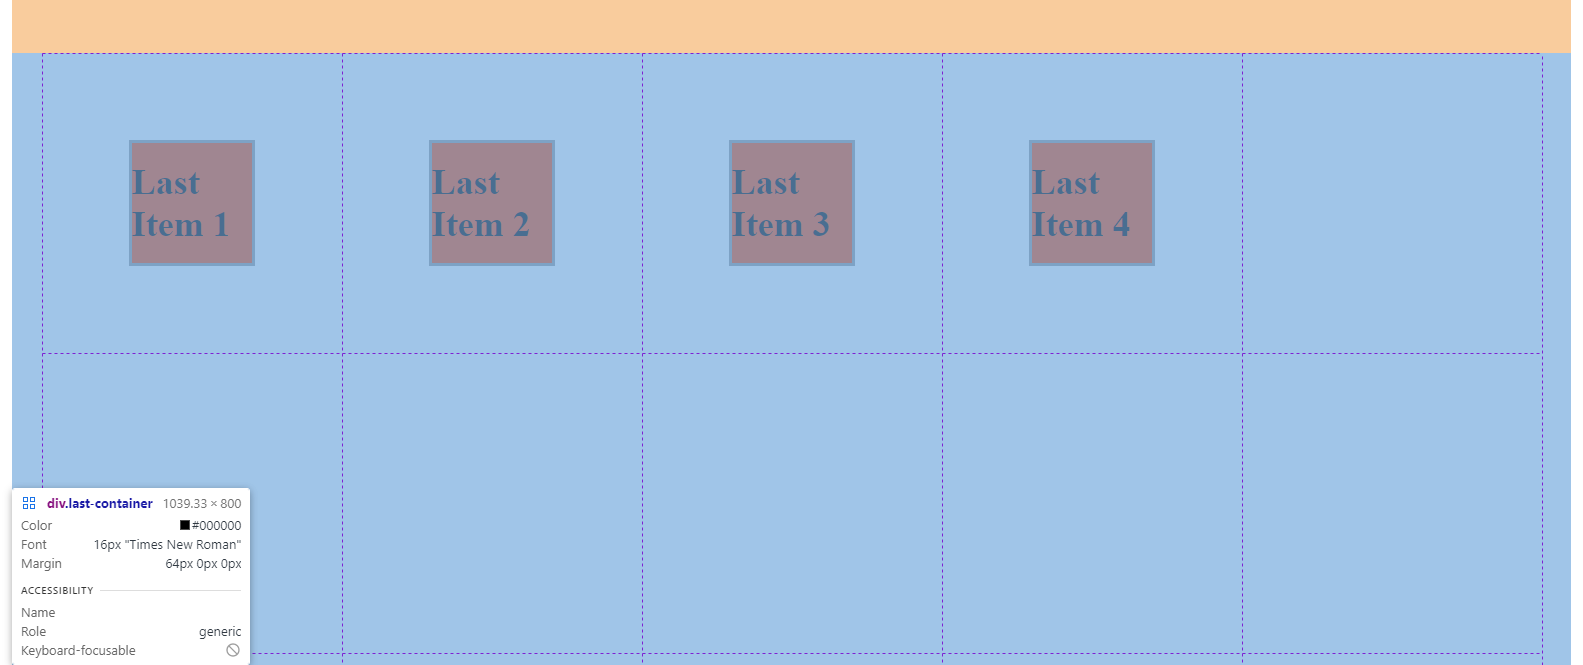 Last
Item 1
Last
Item 2
Last
Item 3
Last
Item 4
div.last-container 1039.33 × 800
Color #000000
Font 16px "Times New Roman"
Margin 64px 0px 0px
ACCESSIBILITY
Name
Role generic
Keyboard-focusable